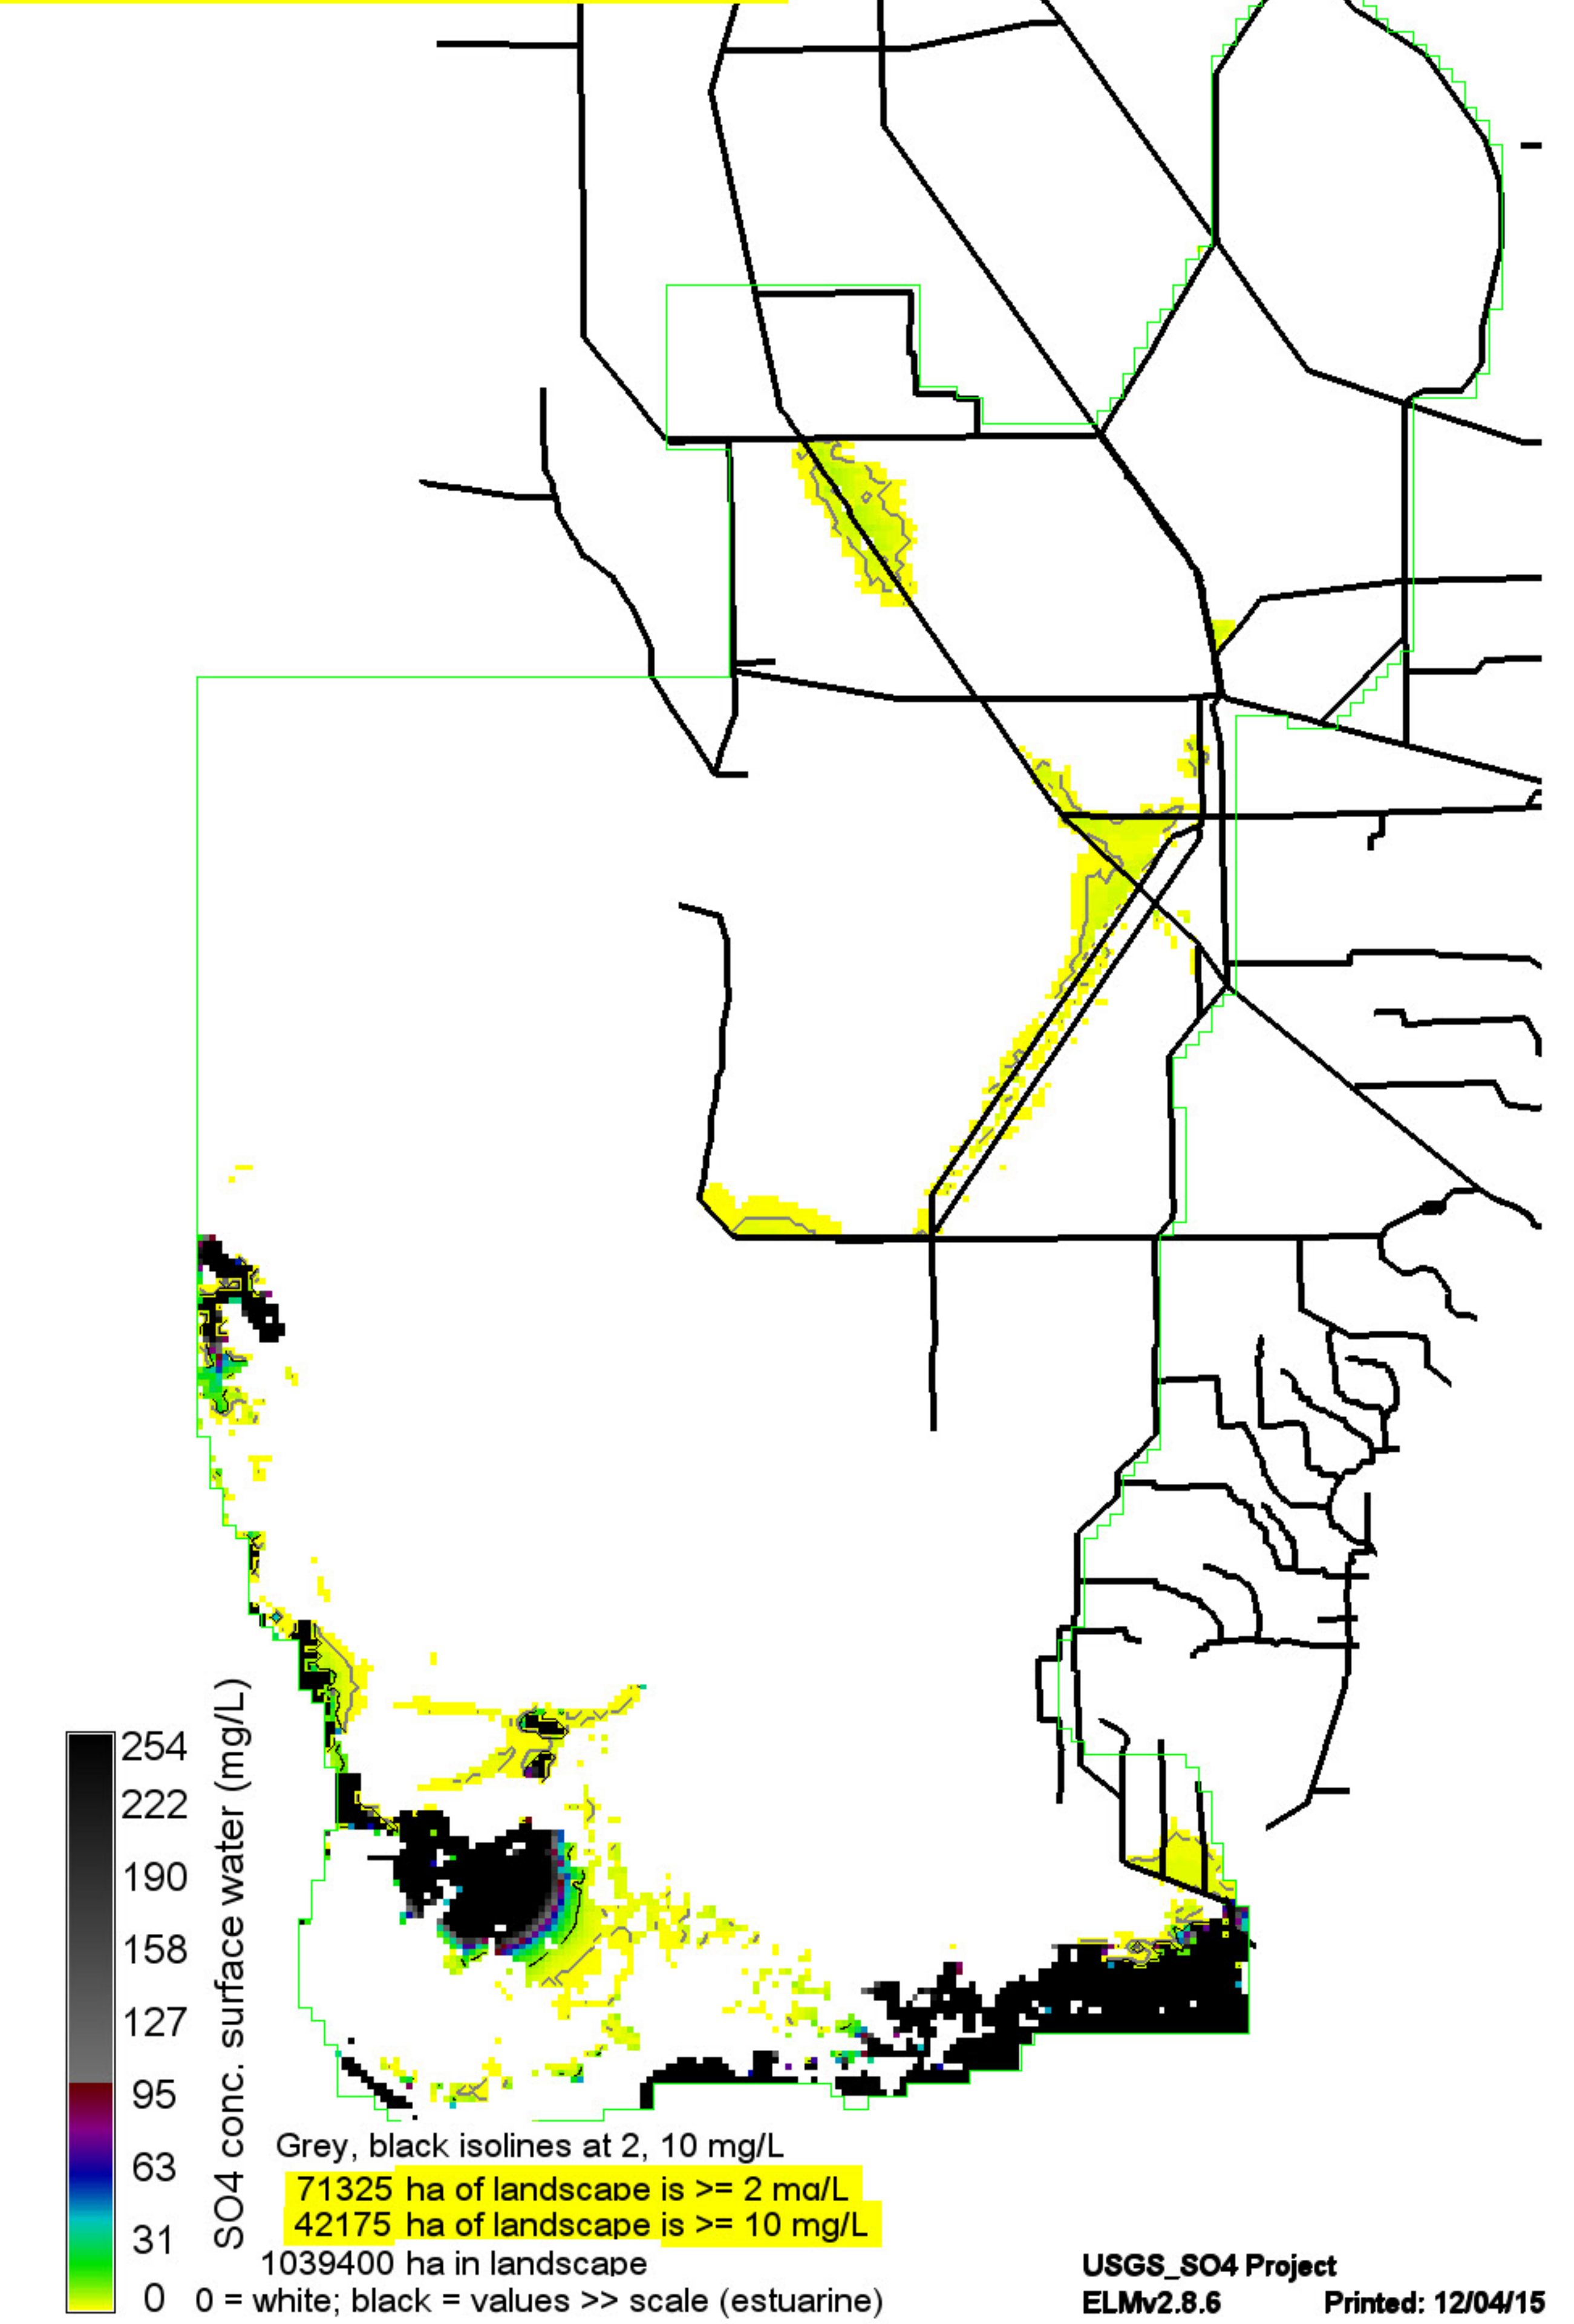 254
222
190
158
127
95
63
31
0
SO4 conc. surface water (mg/L)
Grey, black isolines at 2, 10 mg/L
71325 ha of landscape is >= 2 mg/L
42175 ha of landscape is >= 10 mg/L
1039400 ha in landscape
0 = white; black = values >> scale (estuarine)
USGS_SO4 Project
ELMv2.8.6 Printed: 12/04/15